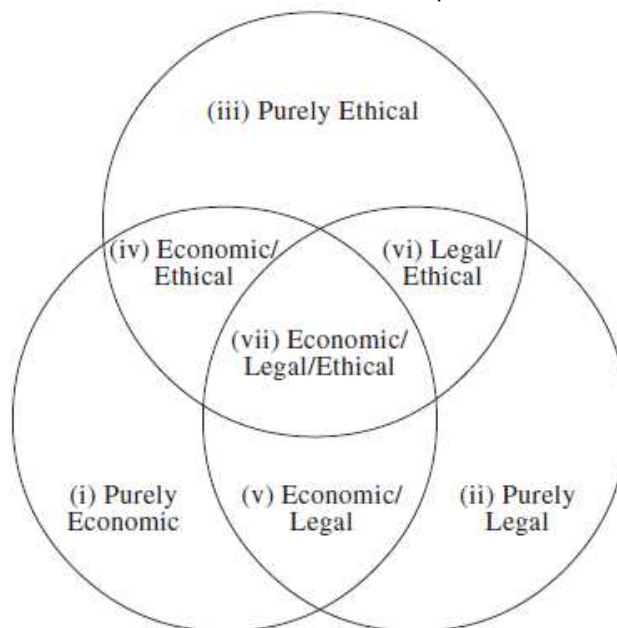 (iii) Purely Ethical
(iv) Economic/
Ethical
(vi) Legal/
Ethical
(vii) Economic/
Legal/Ethical
(i) Purely
Economic
(v) Economic/
Legal
(ii) Purely
Legal